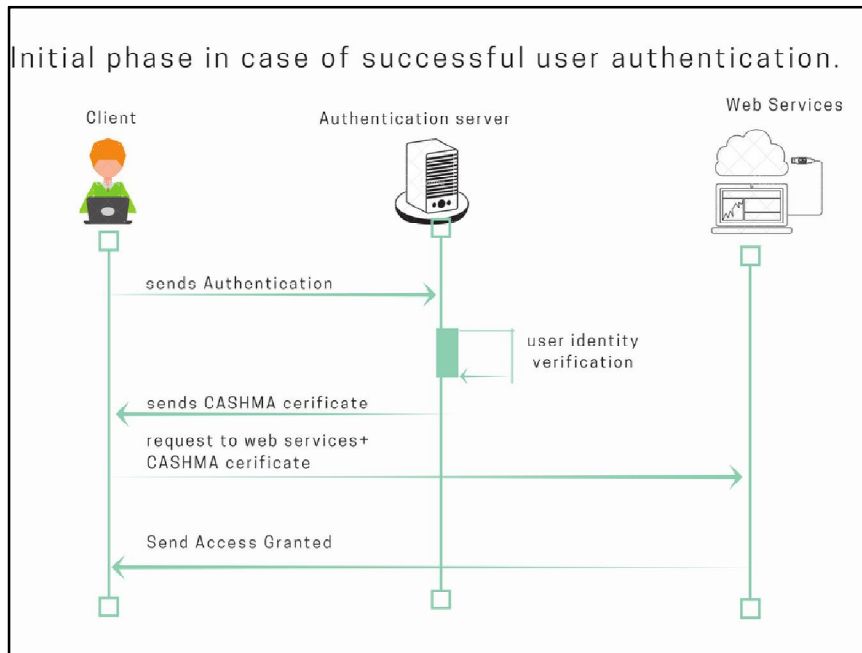 Initial phase in case of successful user authentication.
Client
Authentication server
Web Services
sends Authentication
user identity
verification
sends CASHMA cerificate
request to web services+
CASHMA cerificate
Send Access Granted